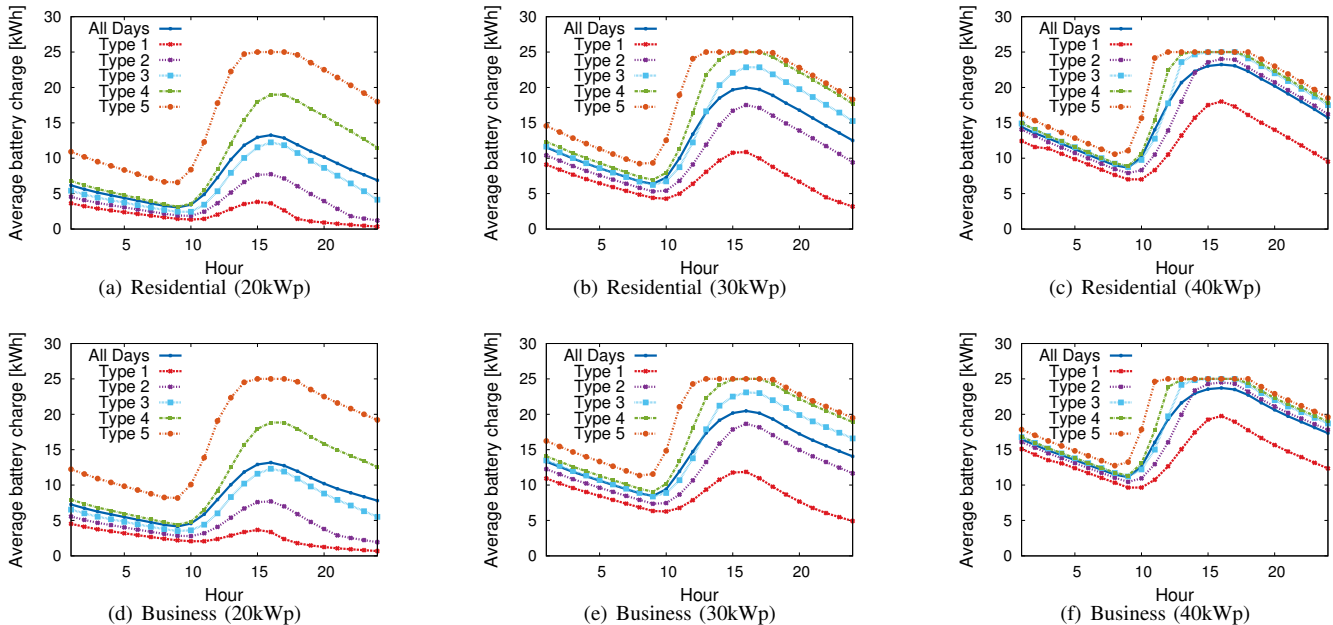 Average battery charge [kWh]
30
25
20
15
10
5
0
All Days
Type 1
Type 2
Type 3
Type 4
Type 5
5 10 15 20
Hour
(a) Residential (20kWp)
Average battery charge [kWh]
30
25
20
15
10
5
0
All Days
Type 1
Type 2
Type 3
Type 4
Type 5
5 10 15 20
Hour
(b) Residential (30kWp)
Average battery charge [kWh]
30
25
20
15
10
5
0
All Days
Type 1
Type 2
Type 3
Type 4
Type 5
5 10 15 20
Hour
(c) Residential (40kWp)
Average battery charge [kWh]
30
25
20
15
10
5
0
All Days
Type 1
Type 2
Type 3
Type 4
Type 5
5 10 15 20
Hour
(d) Business (20kWp)
Average battery charge [kWh]
30
25
20
15
10
5
0
All Days
Type 1
Type 2
Type 3
Type 4
Type 5
5 10 15 20
Hour
(e) Business (30kWp)
Average battery charge [kWh]
30
25
20
15
10
5
0
All Days
Type 1
Type 2
Type 3
Type 4
Type 5
5 10 15 20
Hour
(f) Business (40kWp)